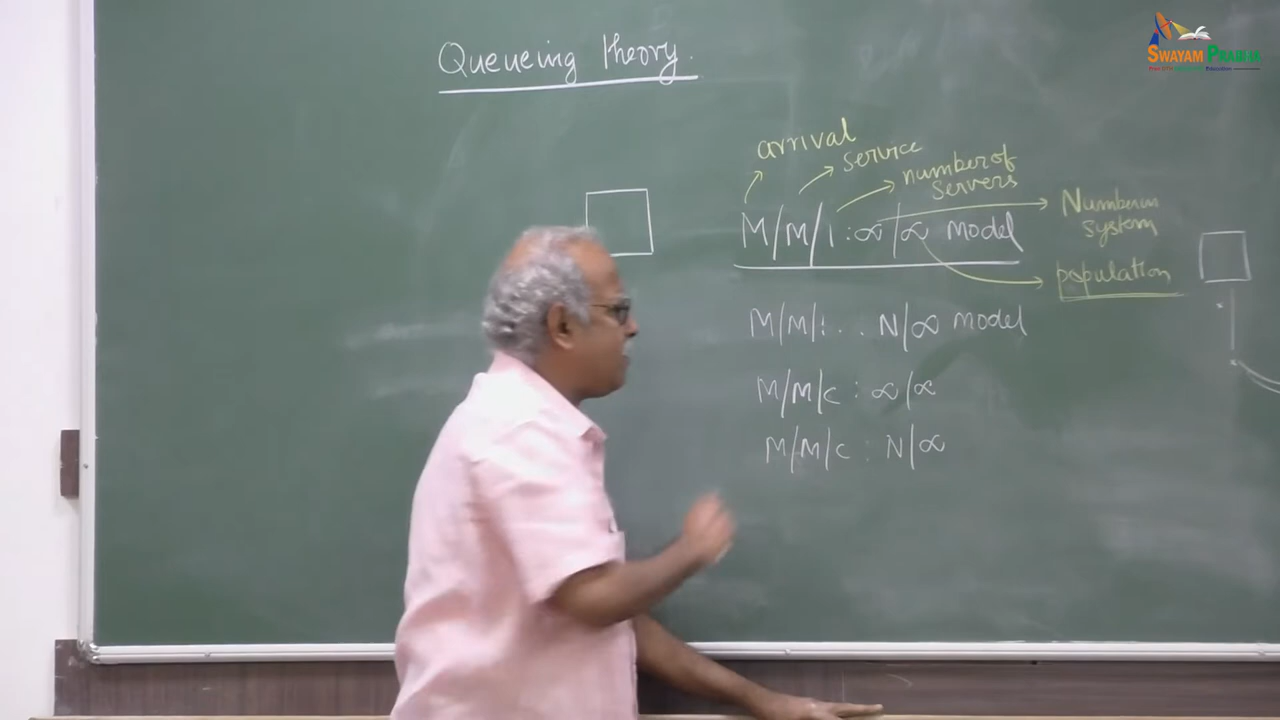 SWAYAM PRABHA
Queueing theory.
arrival
service
number of
servers
M/M/1:∞/∞ model
Number in
system
population
M/M/1 . . N/∞ model
M/M/c : ∞/∞
M/M/c : N/∞